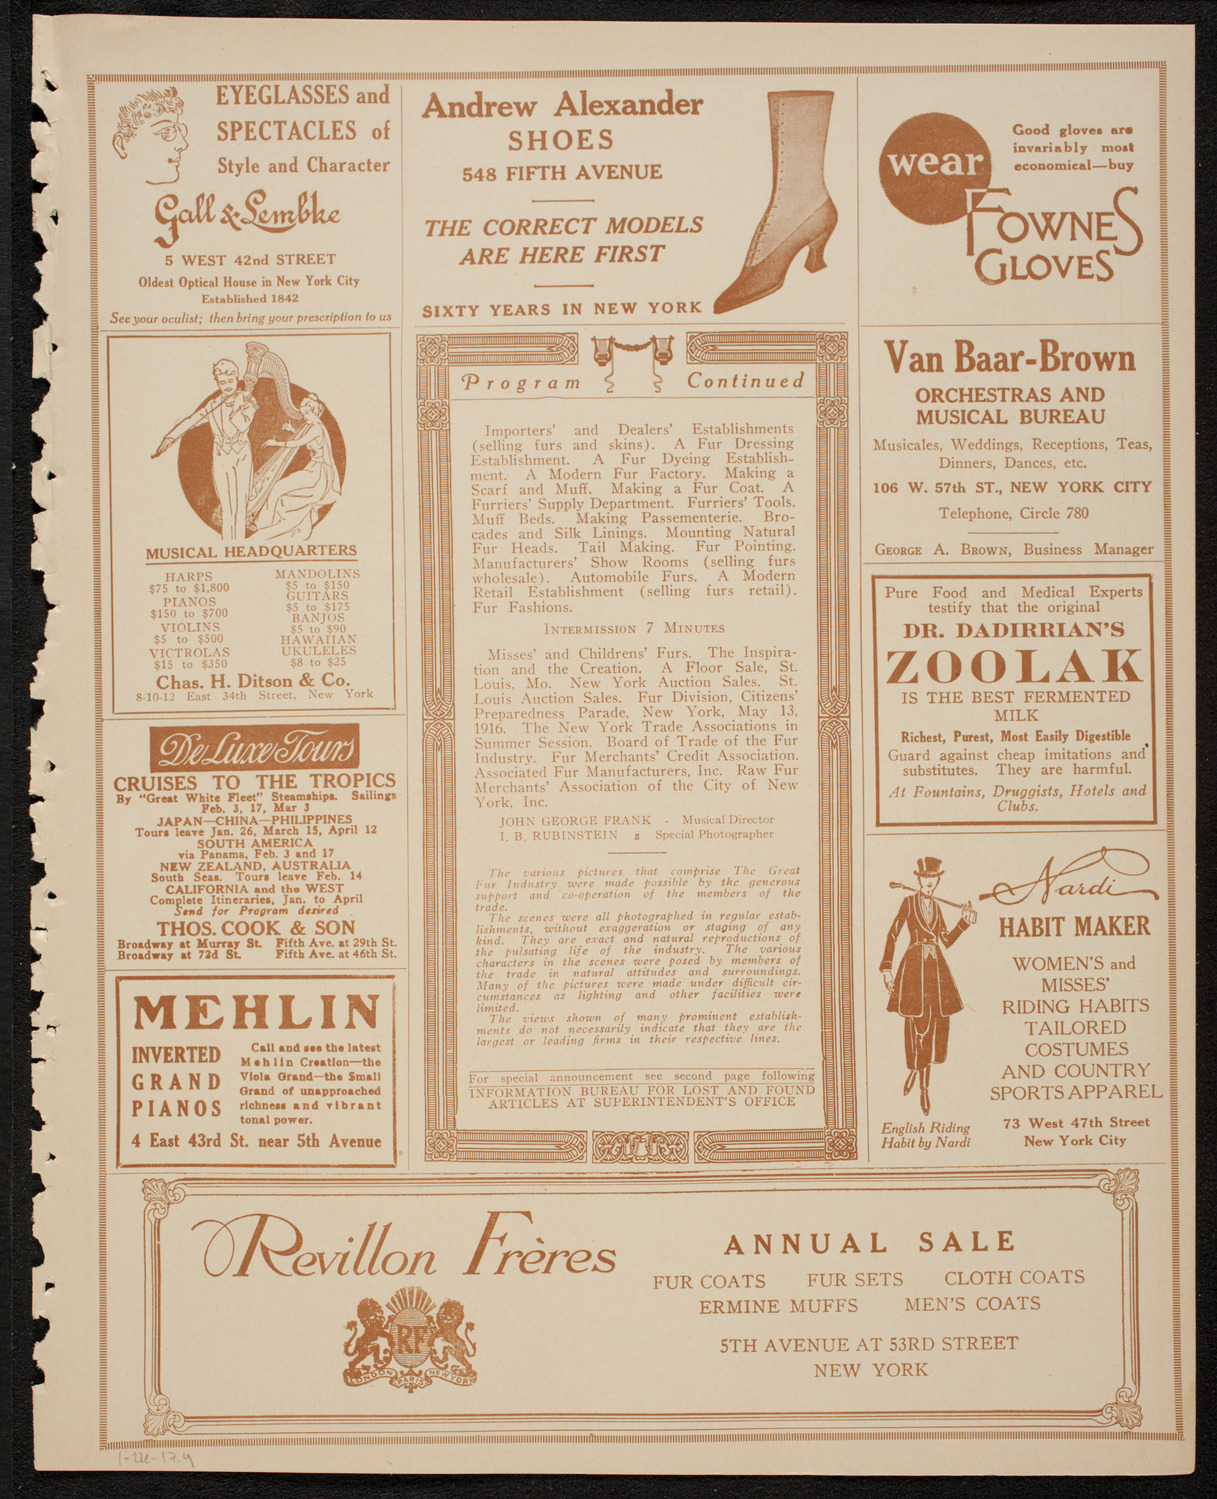 EYEGLASSES and
SPECTACLES of
Style and Character
Gall & Lembke
5 WEST 42nd STREET
Oldest Optical House in New York City
Established 1842
See your oculist; then bring your prescription to us
Andrew Alexander
SHOES
548 FIFTH AVENUE
THE CORRECT MODELS
ARE HERE FIRST
SIXTY YEARS IN NEW YORK
wear
Good gloves are
invariably most
economical—buy
FOWNES
GLOVES
MUSICAL HEADQUARTERS
HARPS
$75 to $1,800
PIANOS
$150 to $700
VIOLINS
$5 to $500
VICTROLAS
$15 to $350
MANDOLINS
$5 to $150
GUITARS
$5 to $175
BANJOS
$5 to $90
HAWAIIAN
UKULELES
$8 to $25
Chas. H. Ditson & Co.
8-10-12 East 34th Street, New York
De Luxe Tours
CRUISES TO THE TROPICS
By "Great White Fleet" Steamships. Sailings
Feb. 3, 17, Mar 3
JAPAN—CHINA—PHILIPPINES
Tours leave Jan. 26, March 15, April 12
SOUTH AMERICA
via Panama, Feb. 3 and 17
NEW ZEALAND, AUSTRALIA
South Seas. Tours leave Feb. 14
CALIFORNIA and the WEST
Complete Itineraries, Jan. to April
Send for Program desired
THOS. COOK & SON
Broadway at Murray St. Fifth Ave. at 29th St.
Broadway at 72d St. Fifth Ave. at 46th St.
MEHLIN
INVERTED
GRAND
PIANOS
Call and see the latest
Mehlin Creation—the
Viola Grand—the Small
Grand of unapproached
richness and vibrant
tonal power.
4 East 43rd St. near 5th Avenue
Program Continued
Importers' and Dealers' Establishments
(selling furs and skins). A Fur Dressing
Establishment. A Fur Dyeing Establish-
ment. A Modern Fur Factory. Making a
Scarf and Muff. Making a Fur Coat. A
Furriers' Supply Department. Furriers' Tools.
Muff Beds. Making Passementerie. Bro-
cades and Silk Linings. Mounting Natural
Fur Heads. Tail Making. Fur Pointing.
Manufacturers' Show Rooms (selling furs
wholesale). Automobile Furs. A Modern
Retail Establishment (selling furs retail).
Fur Fashions.
INTERMISSION 7 MINUTES
Misses' and Childrens' Furs. The Inspira-
tion and the Creation. A Floor Sale, St.
Louis, Mo. New York Auction Sales. St.
Louis Auction Sales. Fur Division, Citizens'
Preparedness Parade, New York, May 13,
1916. The New York Trade Associations in
Summer Session. Board of Trade of the Fur
Industry. Fur Merchants' Credit Association.
Associated Fur Manufacturers, Inc. Raw Fur
Merchants' Association of the City of New
York, Inc.
JOHN GEORGE FRANK - Musical Director
I. B. RUBINSTEIN - Special Photographer
The various pictures that comprise The Great
Fur Industry were made possible by the generous
support and co-operation of the members of the
trade.
The scenes were all photographed in regular estab-
lishments, without exaggeration or staging of any
kind. They are exact and natural reproductions of
the pulsating life of the industry. The various
characters in the scenes were posed by members of
the trade in natural attitudes and surroundings.
Many of the pictures were made under difficult cir-
cumstances as lighting and other facilities were
limited.
The views shown of many prominent establish-
ments do not necessarily indicate that they are the
largest or leading firms in their respective lines.
For special announcement see second page following
INFORMATION BUREAU FOR LOST AND FOUND
ARTICLES AT SUPERINTENDENT'S OFFICE
Van Baar-Brown
ORCHESTRAS AND
MUSICAL BUREAU
Musicales, Weddings, Receptions, Teas,
Dinners, Dances, etc.
106 W. 57th ST., NEW YORK CITY
Telephone, Circle 780
GEORGE A. BROWN, Business Manager
Pure Food and Medical Experts
testify that the original
DR. DADIRRIAN'S
ZOOLAK
IS THE BEST FERMENTED
MILK
Richest, Purest, Most Easily Digestible
Guard against cheap imitations and
substitutes. They are harmful.
At Fountains, Druggists, Hotels and
Clubs.
Nardi
HABIT MAKER
WOMEN'S and
MISSES'
RIDING HABITS
TAILORED
COSTUMES
AND COUNTRY
SPORTS APPAREL
73 West 47th Street
New York City
English Riding
Habit by Nardi
Revillon Frères
RF
LONDON PARIS NEW YORK
ANNUAL SALE
FUR COATS FUR SETS CLOTH COATS
ERMINE MUFFS MEN'S COATS
5TH AVENUE AT 53RD STREET
NEW YORK